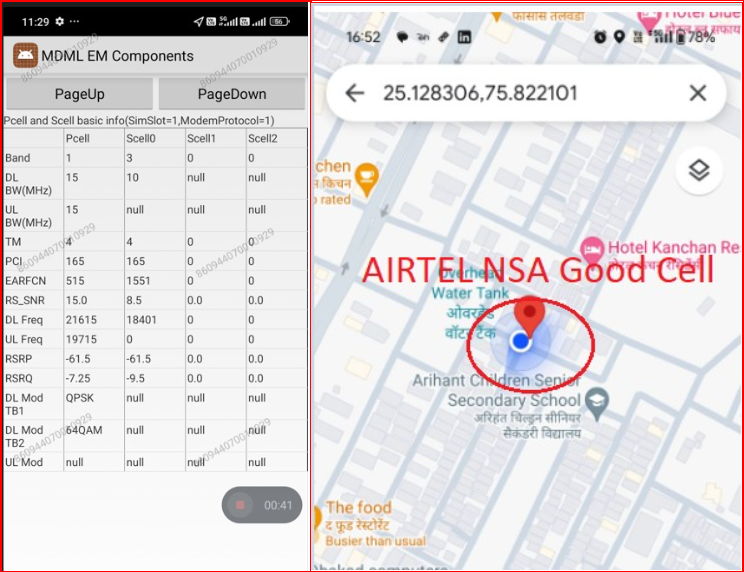 11:29
56
MDML EM Components
PageUp PageDown
Pcell and Scell basic info(SimSlot=1,ModemProtocol=1)
Pcell Scell0 Scell1 Scell2
Band 1 3 0 0
DL BW(MHz) 15 10 null null
UL BW(MHz) 15 null null null
TM 4 4 0 0
PCI 165 165 0 0
EARFCN 515 1551 0 0
RS_SNR 15.0 8.5 0.0 0.0
DL Freq 21615 18401 0 0
UL Freq 19715 0 0 0
RSRP -61.5 -61.5 0.0 0.0
RSRQ -7.25 -9.5 0.0 0.0
DL Mod TB1 QPSK null null null
DL Mod TB2 64QAM null null null
UL Mod null null null null
860944070010929
860944070010929
860944070010929
860944070010929
860944070010929
00:41
फासीस तलवंडी
Hotel Blue
16:52
78%
25.128306,75.822101
chen
किचन
rated
Hotel Kanchan Re
AIRTEL NSA Good Cell
Overhead
Water Tank
ओवरहेड
वॉटर टैंक
Arihant Children Senior
Secondary School
अरिहंत चिल्ड्रन सीनियर
सैकंडरी विद्यालय
The food
द फूड रेस्टोरेंट
Busier than usual